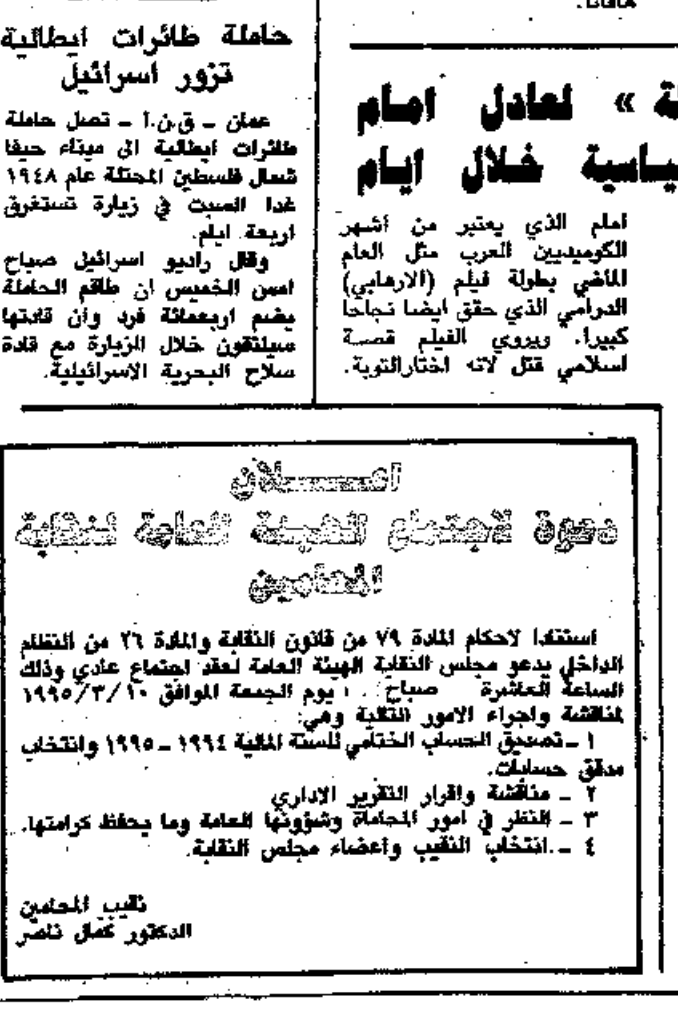 حاملة طائرات ايطالية
تزور اسرائيل
عمان - ق.ن.أ - تصل حاملة
طائرات ايطالية الى ميناء حيفا
شمال فلسطين المحتلة عام ١٩٤٨
غدا السبت في زيارة تستغرق
اربعة ايام.
وقال راديو اسرائيل صباح
امس الخميس ان طاقم الحاملة
يضم اربعمائة فرد وان قادتها
سيلتقون خلال الزيارة مع قادة
سلاح البحرية الاسرائيلية.
» لعادل امام
خلال ايام
امام الذي يعتبر من اشهر
الكوميديين العرب مثل العام
الماضي بطولة فيلم (الارهابي)
الدرامي الذي حقق ايضا نجاحا
كبيرا. ويروي الفيلم قصة
اسلامي قتل لانه اختارالتوبة.
اعـــــلان
دعوة لاجتماع الهيئة العامة لنقابة
المحامين
استنادا لاحكام المادة ٧٩ من قانون النقابة والمادة ٢٦ من النظام
الداخلي يدعو مجلس النقابة الهيئة العامة لعقد اجتماع عادي وذلك
الساعة العاشرة صباح يوم الجمعة الموافق ١٩٩٥/٣/١٠
لمناقشة واجراء الامور التالية وهي:
١ - تصديق الحساب الختامي للسنة المالية ١٩٩٤ - ١٩٩٥ وانتخاب
مدقق حسابات.
٢ - مناقشة واقرار التقرير الاداري
٣ - النظر في امور المحاماة وشؤونها العامة وما يحفظ كرامتها.
٤ - انتخاب النقيب واعضاء مجلس النقابة.
نقيب المحامين
الدكتور كمال ناصر